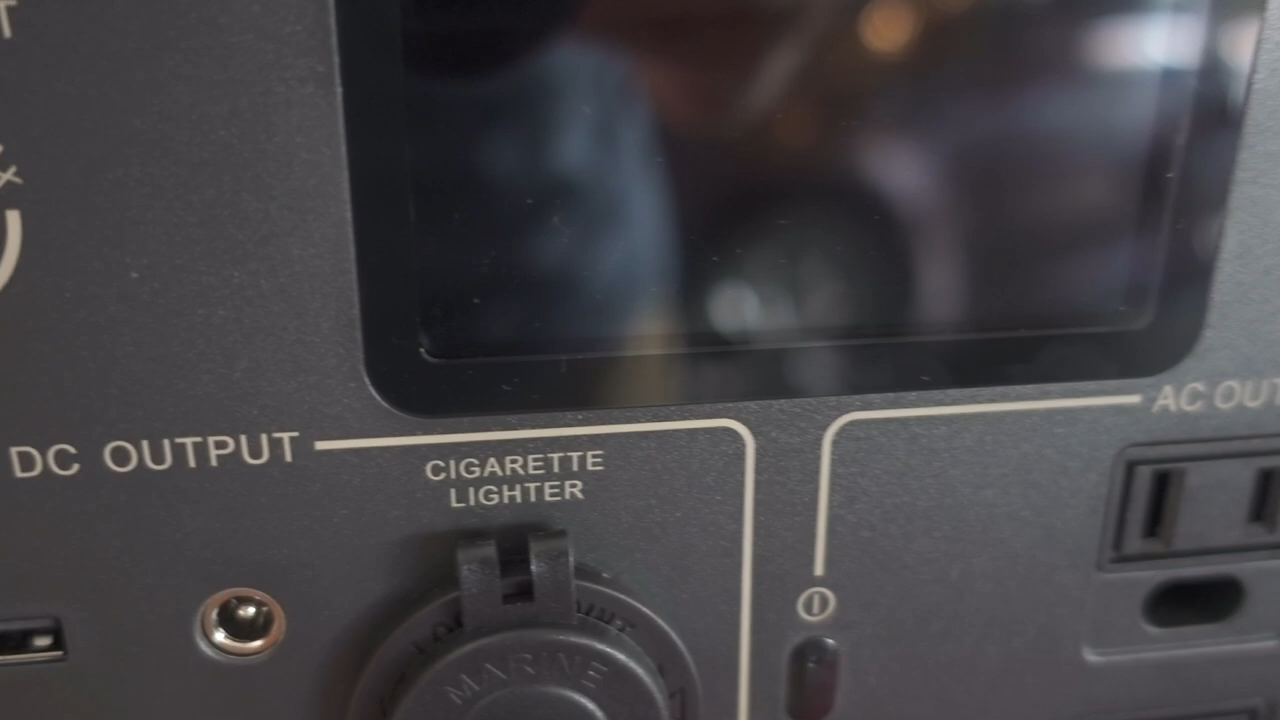 DC OUTPUT
CIGARETTE
LIGHTER
AC OUT
MARINE